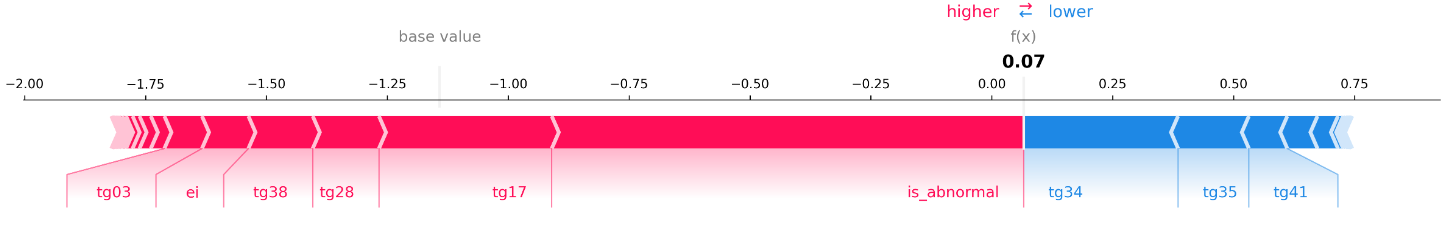 higher ⇄ lower
base value f(x)
0.07
−2.00 −1.75 −1.50 −1.25 −1.00 −0.75 −0.50 −0.25 0.00 0.25 0.50 0.75
tg03 ei tg38 tg28 tg17 is_abnormal tg34 tg35 tg41